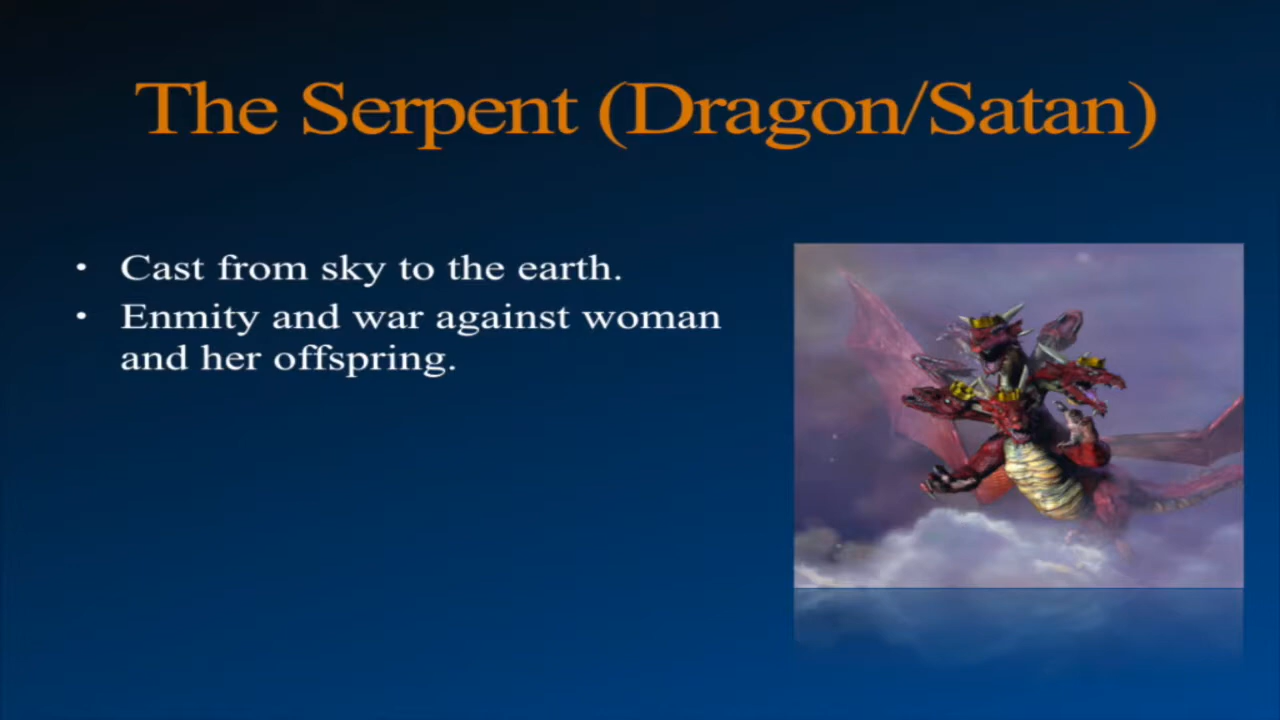 The Serpent (Dragon/Satan)
• Cast from sky to the earth.
• Enmity and war against woman
and her offspring.